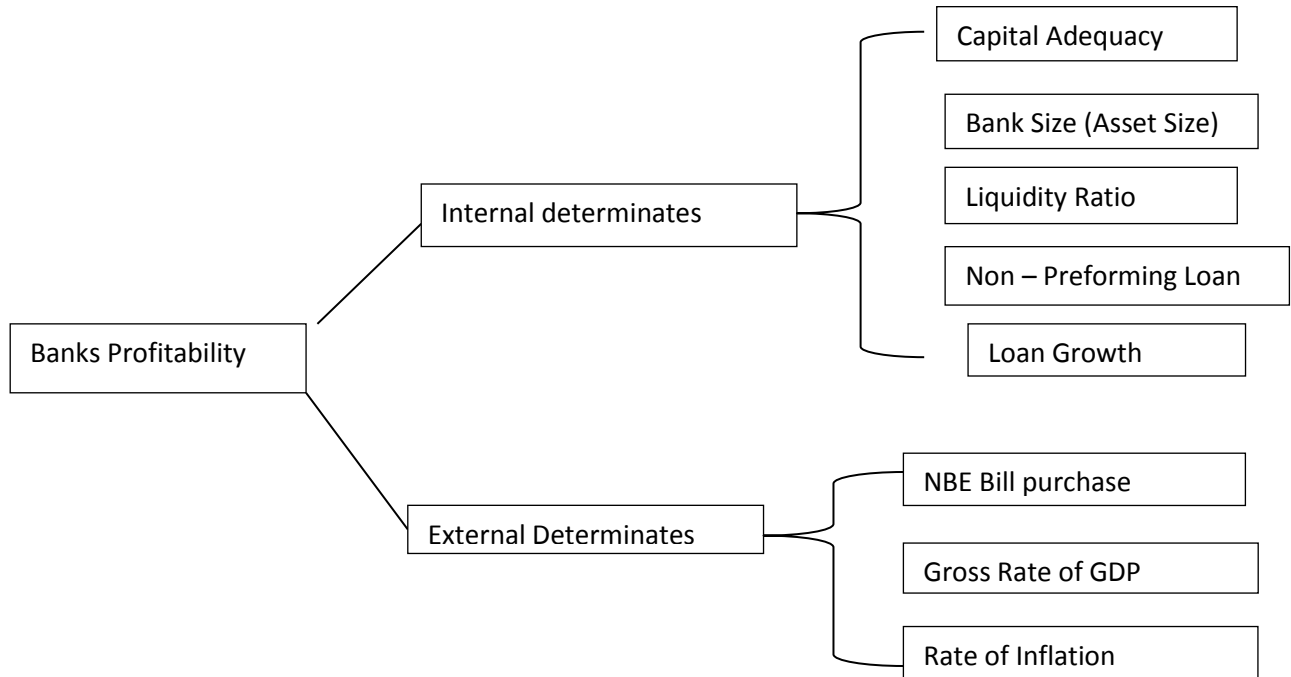 Capital Adequacy
Bank Size (Asset Size)
Internal determinates
Liquidity Ratio
Non – Preforming Loan
Banks Profitability
Loan Growth
NBE Bill purchase
External Determinates
Gross Rate of GDP
Rate of Inflation